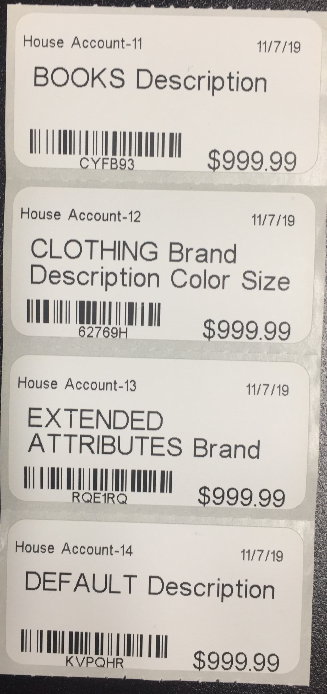 House Account-11 11/7/19
BOOKS Description
CYFB93 $999.99
House Account-12 11/7/19
CLOTHING Brand
Description Color Size
62769H $999.99
House Account-13 11/7/19
EXTENDED
ATTRIBUTES Brand
RQE1RQ $999.99
House Account-14 11/7/19
DEFAULT Description
KVPQHR $999.99